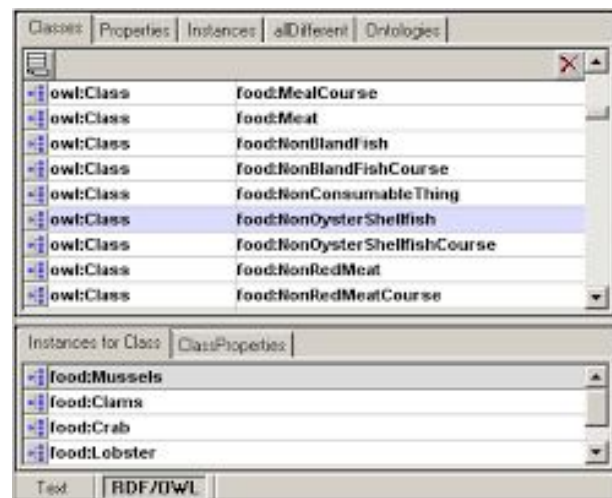 Classes Properties Instances allDifferent Ontologies
owl:Class food:MealCourse
owl:Class food:Meat
owl:Class food:NonBlandFish
owl:Class food:NonBlandFishCourse
owl:Class food:NonConsumableThing
owl:Class food:NonOysterShellfish
owl:Class food:NonOysterShellfishCourse
owl:Class food:NonRedMeat
owl:Class food:NonRedMeatCourse
Instances for Class ClassProperties
food:Mussels
food:Clams
food:Crab
food:Lobster
Text RDF/OWL